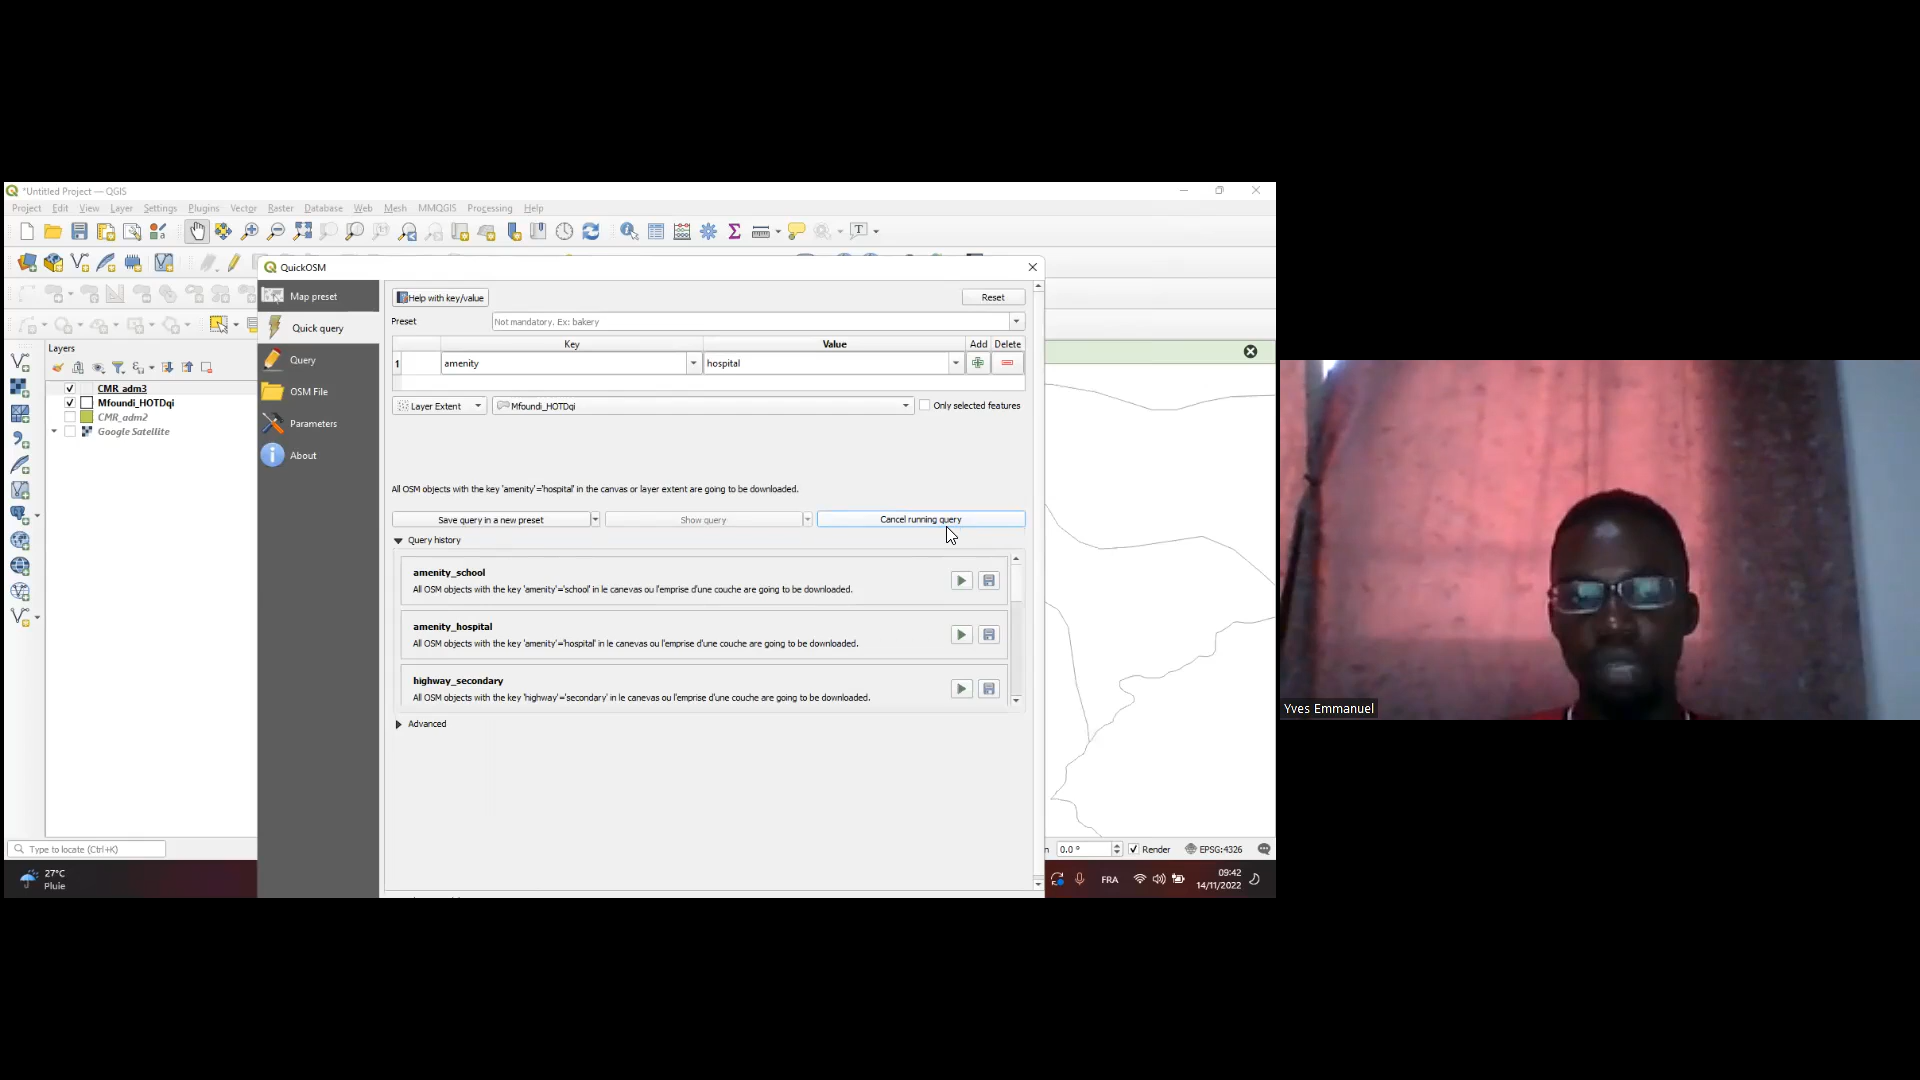 *Untitled Project — QGIS
Project Edit View Layer Settings Plugins Vector Raster Database Web Mesh MMQGIS Processing Help
QuickOSM
Map preset
Quick query
Query
OSM File
Parameters
About
Help with key/value
Reset
Preset
Not mandatory. Ex: bakery
Key Value Add Delete
1 amenity hospital
Layer Extent Mfoundi_HOTDqi Only selected features
All OSM objects with the key 'amenity'='hospital' in the canvas or layer extent are going to be downloaded.
Save query in a new preset Show query Cancel running query
Query history
amenity_school
All OSM objects with the key 'amenity'='school' in le canevas ou l'emprise d'une couche are going to be downloaded.
amenity_hospital
All OSM objects with the key 'amenity'='hospital' in le canevas ou l'emprise d'une couche are going to be downloaded.
highway_secondary
All OSM objects with the key 'highway'='secondary' in le canevas ou l'emprise d'une couche are going to be downloaded.
Advanced
Layers
CMR_adm3
Mfoundi_HOTDqi
CMR_adm2
Google Satellite
Type to locate (Ctrl+K)
0.0 ° Render EPSG:4326
27°C
Pluie
FRA
09:42
14/11/2022
Yves Emmanuel